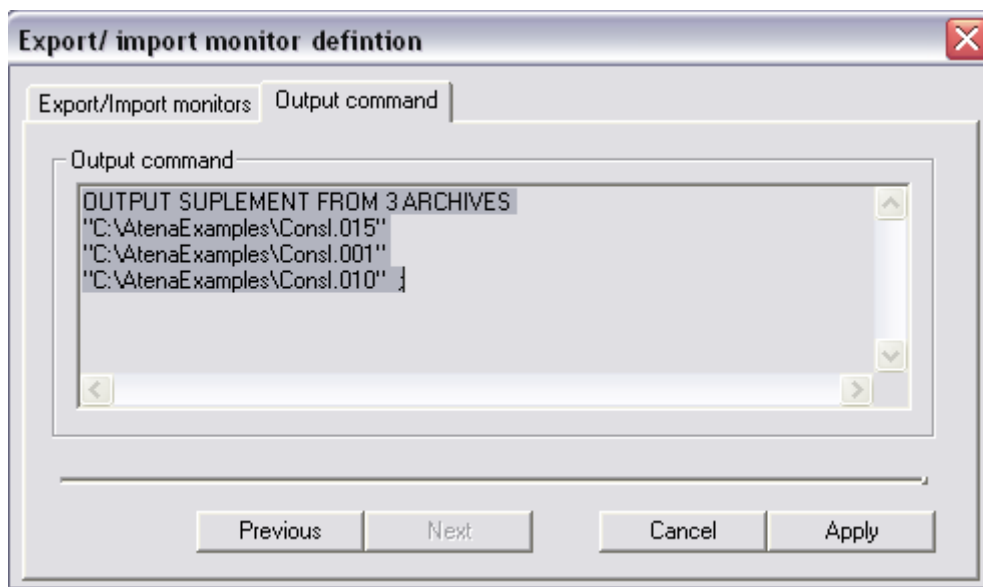 Export/ import monitor defintion
Export/Import monitors
Output command
Output command
OUTPUT SUPLEMENT FROM 3 ARCHIVES
"C:\AtenaExamples\Consl.015"
"C:\AtenaExamples\Consl.001"
"C:\AtenaExamples\Consl.010" ;
Previous
Next
Cancel
Apply